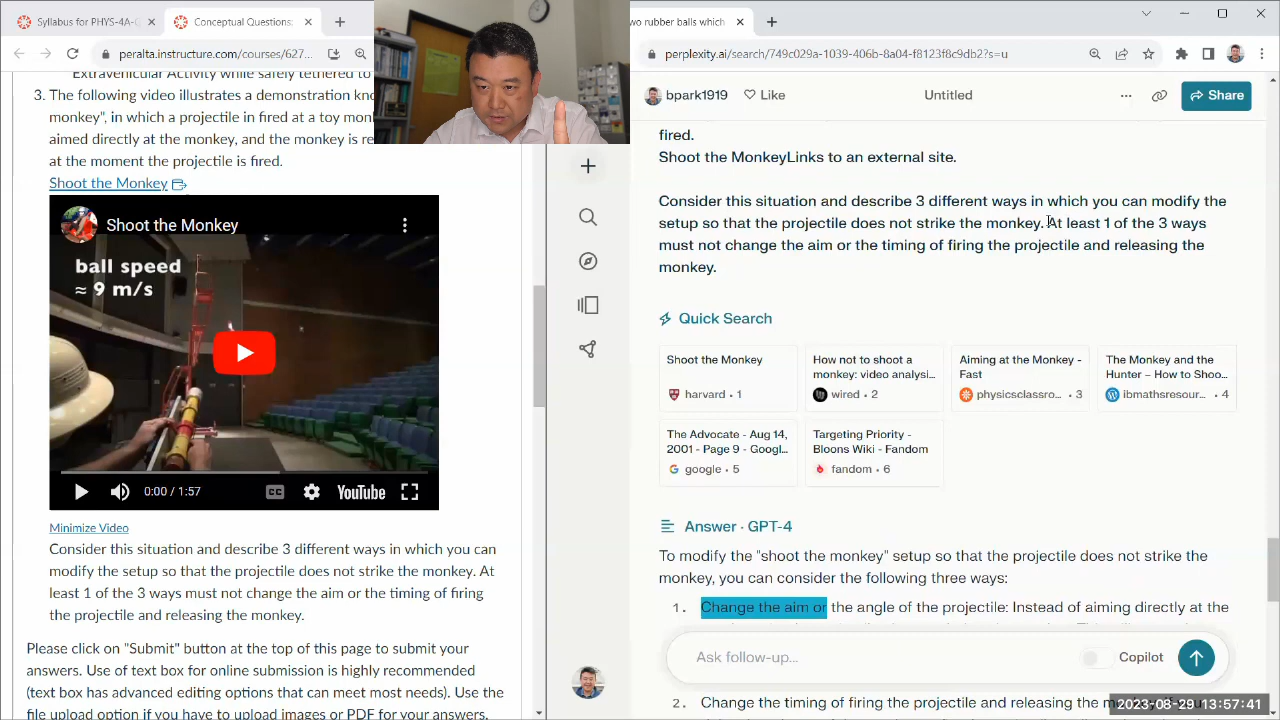 Syllabus for PHYS-4A-
Conceptual Questions:
peralta.instructure.com/courses/627...
Extravehicular Activity while safely tethered to
3. The following video illustrates a demonstration kno
monkey", in which a projectile in fired at a toy mon
aimed directly at the monkey, and the monkey is re
at the moment the projectile is fired.
Shoot the Monkey
Shoot the Monkey
ball speed
≈ 9 m/s
0:00 / 1:57
CC
YouTube
Minimize Video
Consider this situation and describe 3 different ways in which you can
modify the setup so that the projectile does not strike the monkey. At
least 1 of the 3 ways must not change the aim or the timing of firing
the projectile and releasing the monkey.
Please click on "Submit" button at the top of this page to submit your
answers. Use of text box for online submission is highly recommended
(text box has advanced editing options that can meet most needs). Use the
file upload option if you have to upload images or PDF for your answers.
wo rubber balls which
perplexity.ai/search/749c029a-1039-406b-8a04-f8123f8c9db2?s=u
bpark1919
Like
Untitled
Share
fired.
Shoot the MonkeyLinks to an external site.
Consider this situation and describe 3 different ways in which you can modify the
setup so that the projectile does not strike the monkey. At least 1 of the 3 ways
must not change the aim or the timing of firing the projectile and releasing the
monkey.
Quick Search
Shoot the Monkey
harvard • 1
How not to shoot a
monkey: video analysi...
wired • 2
Aiming at the Monkey -
Fast
physicsclassro... • 3
The Monkey and the
Hunter – How to Shoo...
ibmathsresour... • 4
The Advocate - Aug 14,
2001 - Page 9 - Googl...
google • 5
Targeting Priority -
Bloons Wiki - Fandom
fandom • 6
Answer · GPT-4
To modify the "shoot the monkey" setup so that the projectile does not strike the
monkey, you can consider the following three ways:
1. Change the aim or the angle of the projectile: Instead of aiming directly at the
Ask follow-up...
Copilot
2. Change the timing of firing the projectile and releasing the m
2023-08-29 13:57:41